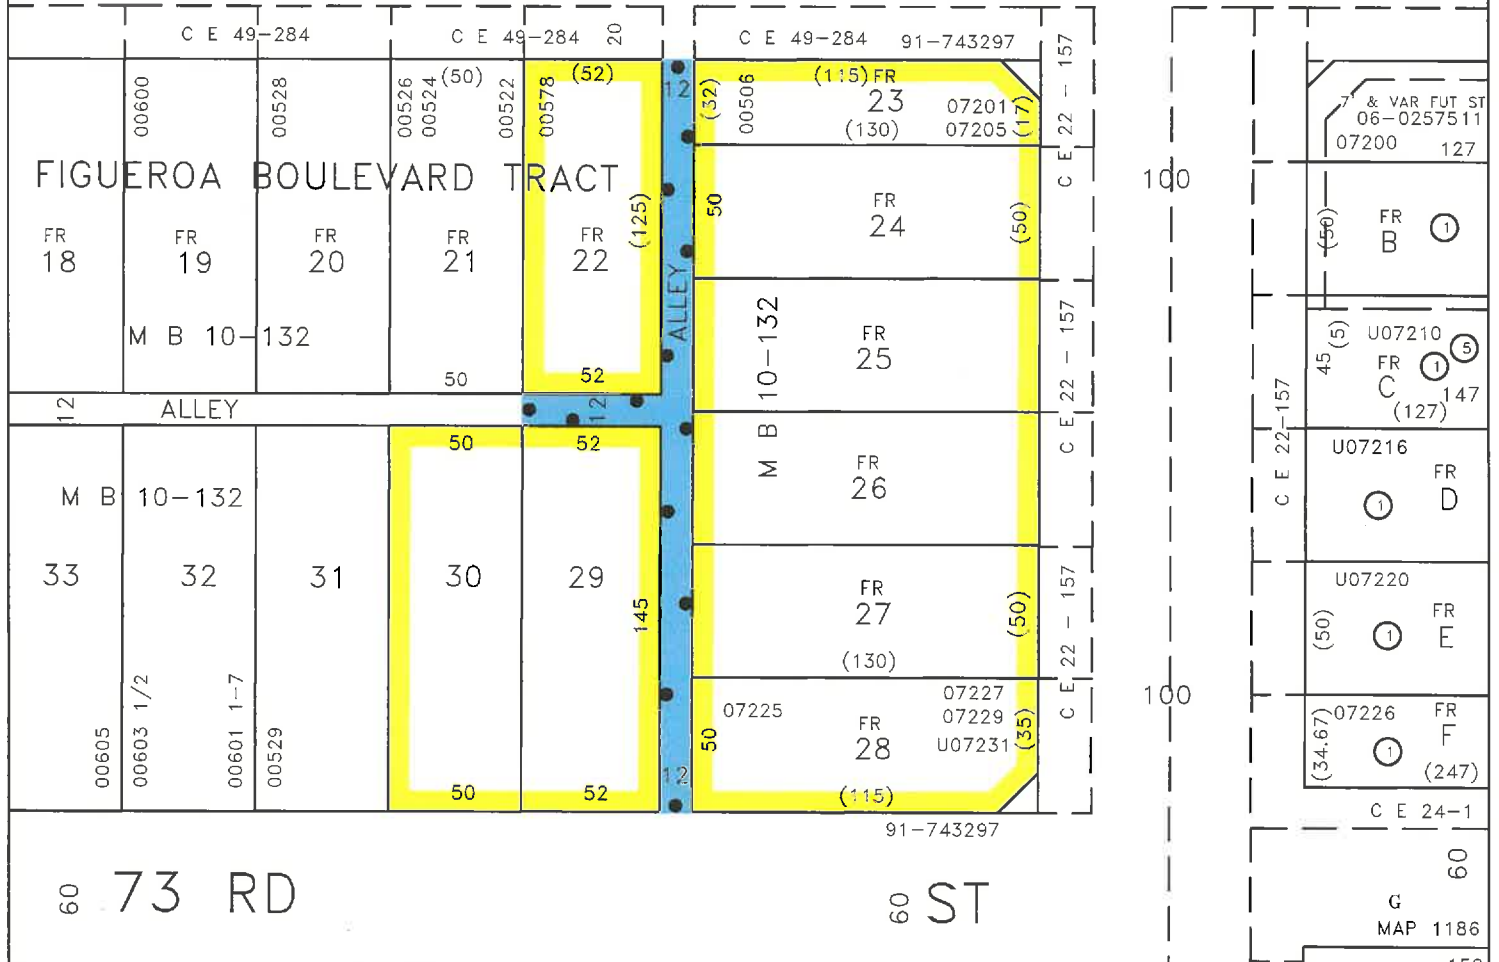 C E 49-284
C E 49-284
20
C E 49-284
91-743297
C E 22 - 157
00600
00528
00526
00524
(50)
00522
00578
(52)
12
(32)
00506
(115) FR
23
(130)
07201
07205
(17)
7' & VAR FUT ST
06-0257511
07200
127
FIGUEROA BOULEVARD TRACT
100
FR
18
FR
19
FR
20
FR
21
FR
22
(125)
ALLEY
50
FR
24
(50)
(50)
FR
B
1
M B 10-132
50
52
M B 10-132
FR
25
C E 22 - 157
C E 22-157
45
(5)
U07210
FR
C
1
5
147
(127)
12
ALLEY
12
50
52
M B 10-132
FR
26
U07216
FR
D
1
33
32
31
30
29
145
FR
27
(130)
(50)
C E 22 - 157
U07220
(50)
FR
E
1
00605
00603 1/2
00601 1-7
00529
50
52
12
50
07225
FR
28
07227
07229
U07231
(35)
(115)
100
(34.67)
07226
FR
F
1
(247)
91-743297
C E 24-1
60
73 RD
60
ST
60
G
MAP 1186